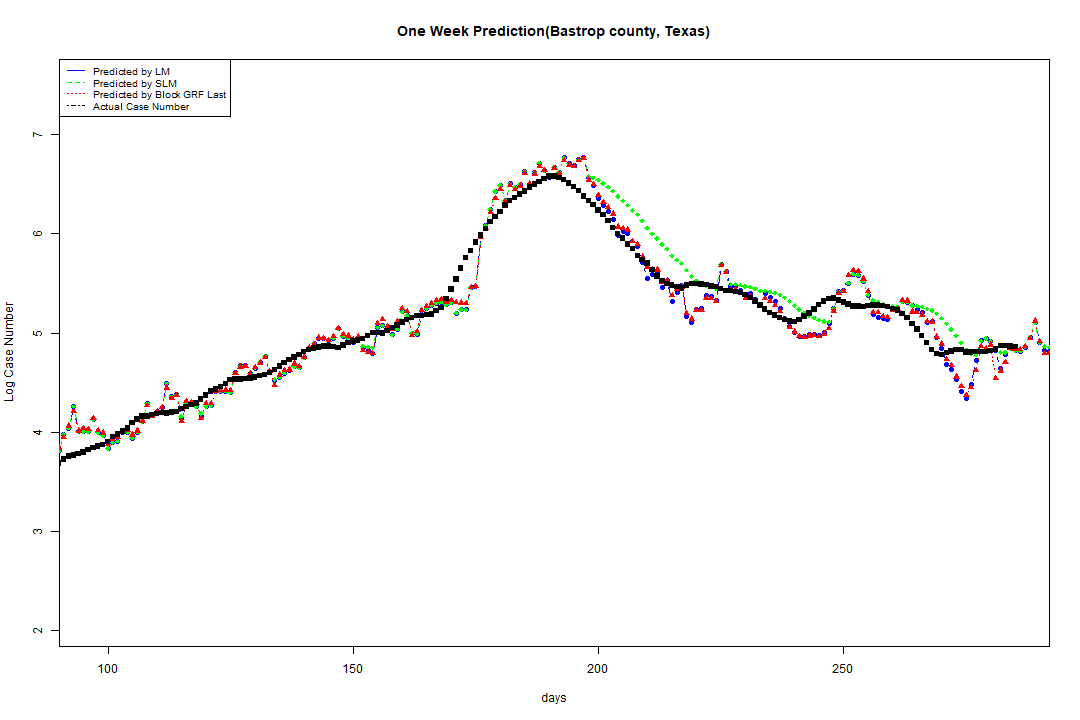 One Week Prediction(Bastrop county, Texas)
Predicted by LM
Predicted by SLM
Predicted by Block GRF Last
Actual Case Number
7
6
5
4
3
2
Log Case Number
100
150
200
250
days